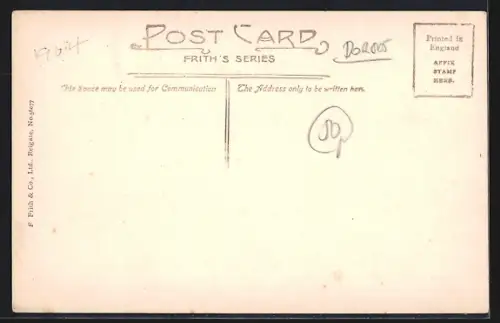 POST CARD
FRITH'S SERIES
Printed in
England
AFFIX
STAMP
HERE.
This Space may be used for Communication
The Address only to be written here.
F. Frith & Co., Ltd., Reigate,
50p